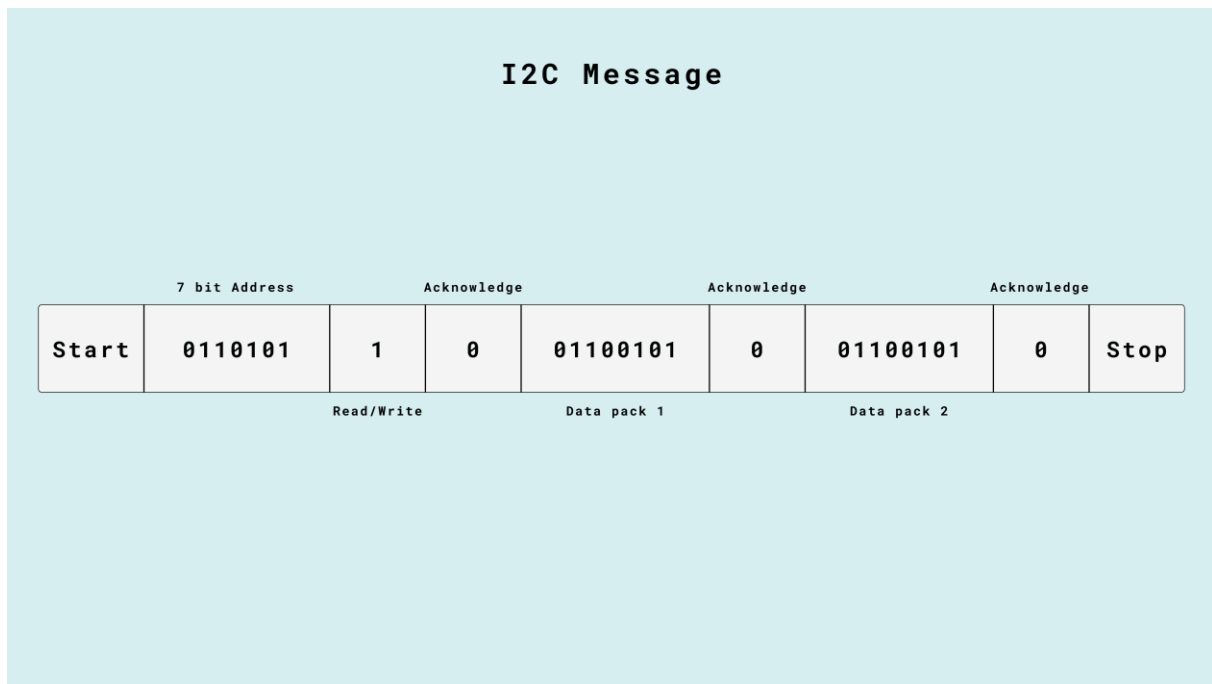 I2C Message
7 bit Address Acknowledge Acknowledge Acknowledge
Start 0110101 1 0 01100101 0 01100101 0 Stop
Read/Write Data pack 1 Data pack 2